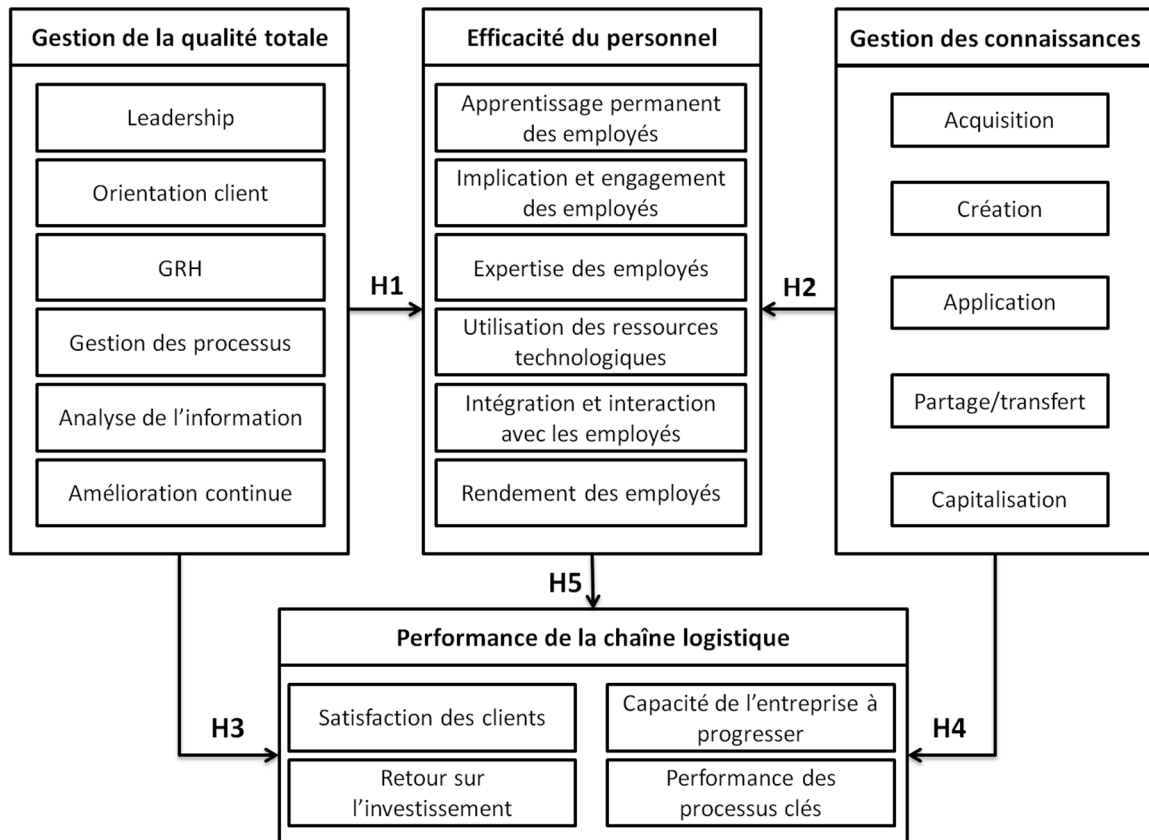 Gestion de la qualité totale
Leadership
Orientation client
GRH
Gestion des processus
Analyse de l’information
Amélioration continue
H1
Efficacité du personnel
Apprentissage permanent
des employés
Implication et engagement
des employés
Expertise des employés
Utilisation des ressources
technologiques
Intégration et interaction
avec les employés
Rendement des employés
H2
Gestion des connaissances
Acquisition
Création
Application
Partage/transfert
Capitalisation
H5
H3
Performance de la chaîne logistique
Satisfaction des clients
Capacité de l’entreprise à
progresser
Retour sur
l’investissement
Performance des
processus clés
H4